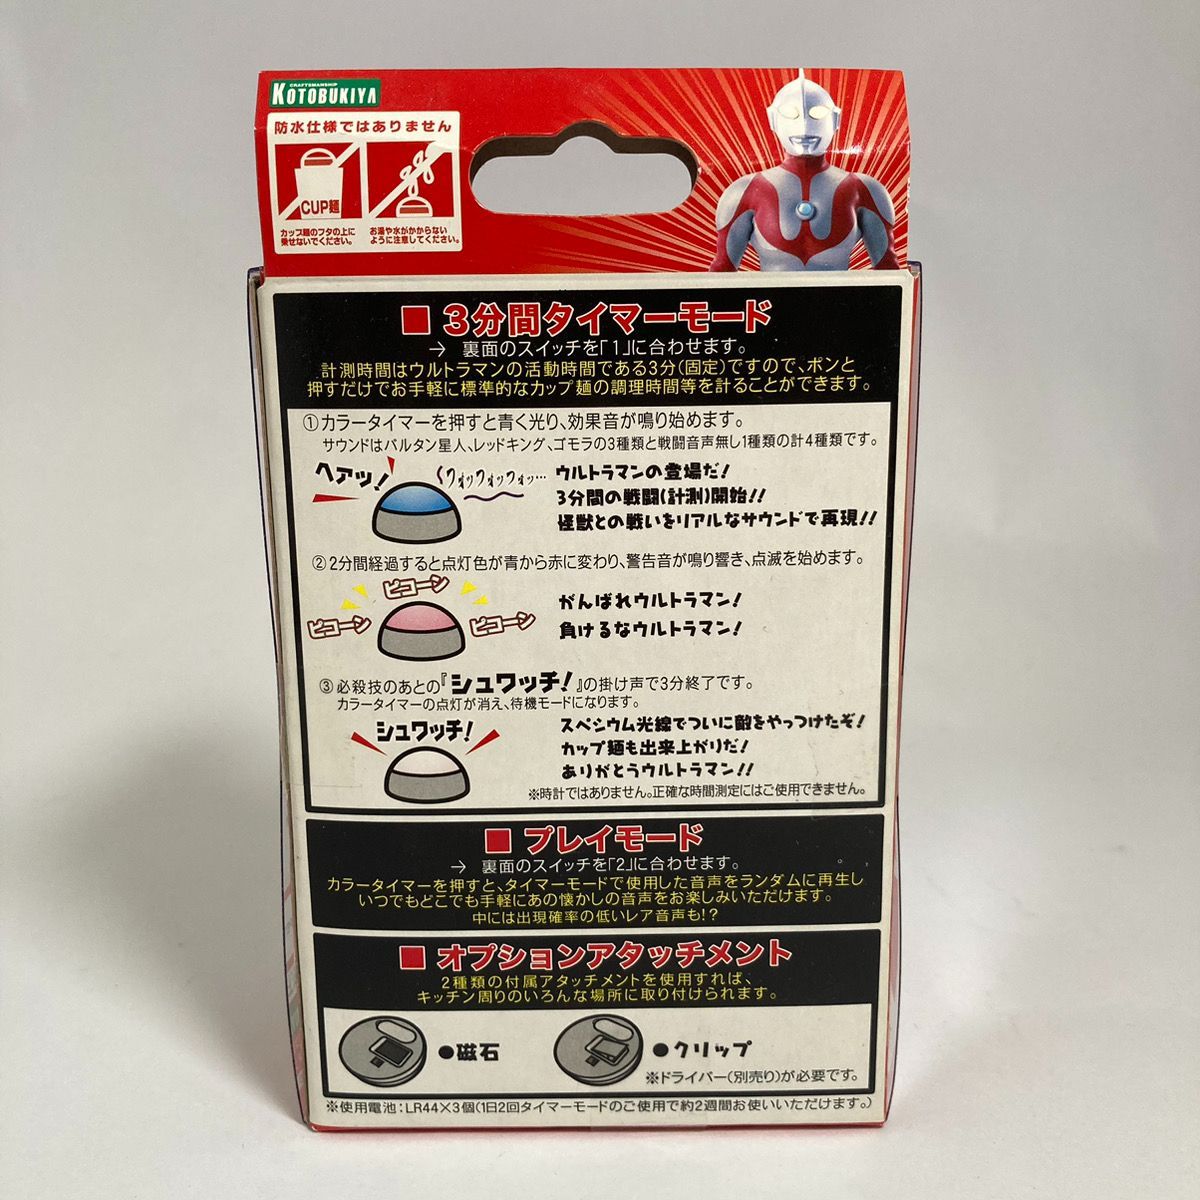 CRAFTSMANSHIP
KOTOBUKIYA
防水仕様ではありません
CUP麺
カップ麺のフタの上に
乗せないでください。
お湯や水がかからない
ように注意してください。
■3分間タイマーモード
→ 裏面のスイッチを「1」に合わせます。
計測時間はウルトラマンの活動時間である3分(固定)ですので、ポンと
押すだけでお手軽に標準的なカップ麺の調理時間等を計ることができます。
①カラータイマーを押すと青く光り、効果音が鳴り始めます。
サウンドはバルタン星人、レッドキング、ゴモラの3種類と戦闘音声無し1種類の計4種類です。
ヘアッ!
フォッフォッフォッ…
ウルトラマンの登場だ!
3分間の戦闘(計測)開始!!
怪獣との戦いをリアルなサウンドで再現!!
②2分間経過すると点灯色が青から赤に変わり、警告音が鳴り響き、点滅を始めます。
ピコーン
ピコーン
ピコーン
がんばれウルトラマン!
負けるなウルトラマン!
③必殺技のあとの『シュワッチ!』の掛け声で3分終了です。
カラータイマーの点灯が消え、待機モードになります。
シュワッチ!
スペシウム光線でついに敵をやっつけたぞ!
カップ麺も出来上がりだ!
ありがとうウルトラマン!!
※時計ではありません。正確な時間測定にはご使用できません。
■プレイモード
→ 裏面のスイッチを「2」に合わせます。
カラータイマーを押すと、タイマーモードで使用した音声をランダムに再生し
いつでもどこでも手軽にあの懐かしの音声をお楽しみいただけます。
中には出現確率の低いレア音声も!?
■オプションアタッチメント
2種類の付属アタッチメントを使用すれば、
キッチン周りのいろんな場所に取り付けられます。
●磁石
●クリップ
※ドライバー(別売り)が必要です。
※使用電池:LR44×3個(1日2回タイマーモードのご使用で約2週間お使いいただけます。)